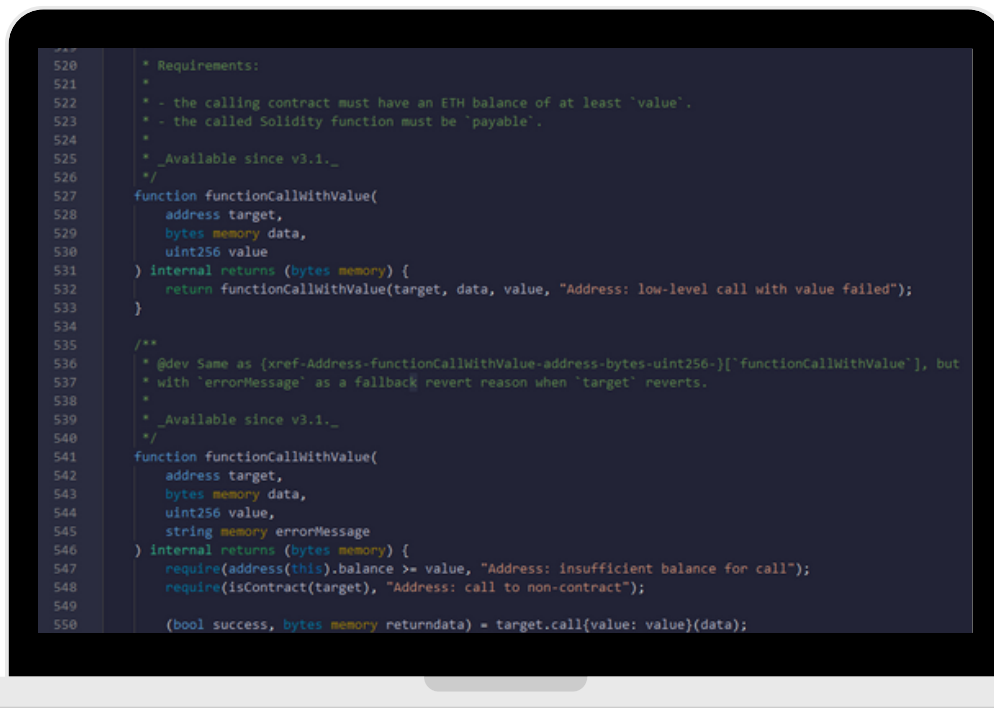 519
520 * Requirements:
521 *
522 * - the calling contract must have an ETH balance of at least `value`.
523 * - the called Solidity function must be `payable`.
524 *
525 * _Available since v3.1._
526 */
527 function functionCallWithValue(
528 address target,
529 bytes memory data,
530 uint256 value
531 ) internal returns (bytes memory) {
532 return functionCallWithValue(target, data, value, "Address: low-level call with value failed");
533 }
534
535 /**
536 * @dev Same as {xref-Address-functionCallWithValue-address-bytes-uint256-}[`functionCallWithValue`], but
537 * with `errorMessage` as a fallback revert reason when `target` reverts.
538 *
539 * _Available since v3.1._
540 */
541 function functionCallWithValue(
542 address target,
543 bytes memory data,
544 uint256 value,
545 string memory errorMessage
546 ) internal returns (bytes memory) {
547 require(address(this).balance >= value, "Address: insufficient balance for call");
548 require(isContract(target), "Address: call to non-contract");
549
550 (bool success, bytes memory returndata) = target.call{value: value}(data);